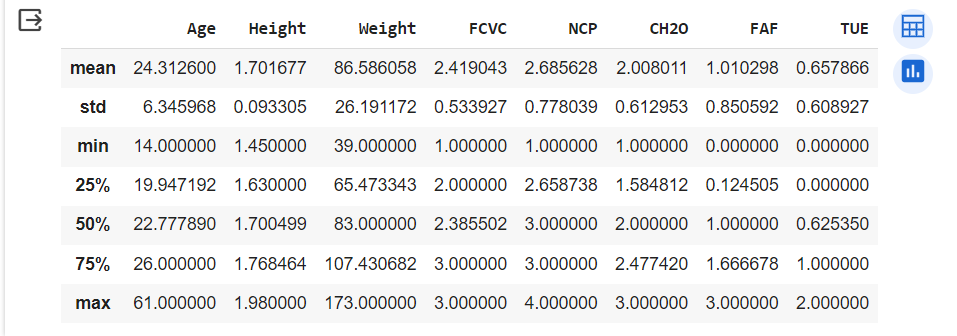 Age Height Weight FCVC NCP CH2O FAF TUE
mean 24.312600 1.701677 86.586058 2.419043 2.685628 2.008011 1.010298 0.657866
std 6.345968 0.093305 26.191172 0.533927 0.778039 0.612953 0.850592 0.608927
min 14.000000 1.450000 39.000000 1.000000 1.000000 1.000000 0.000000 0.000000
25% 19.947192 1.630000 65.473343 2.000000 2.658738 1.584812 0.124505 0.000000
50% 22.777890 1.700499 83.000000 2.385502 3.000000 2.000000 1.000000 0.625350
75% 26.000000 1.768464 107.430682 3.000000 3.000000 2.477420 1.666678 1.000000
max 61.000000 1.980000 173.000000 3.000000 4.000000 3.000000 3.000000 2.000000